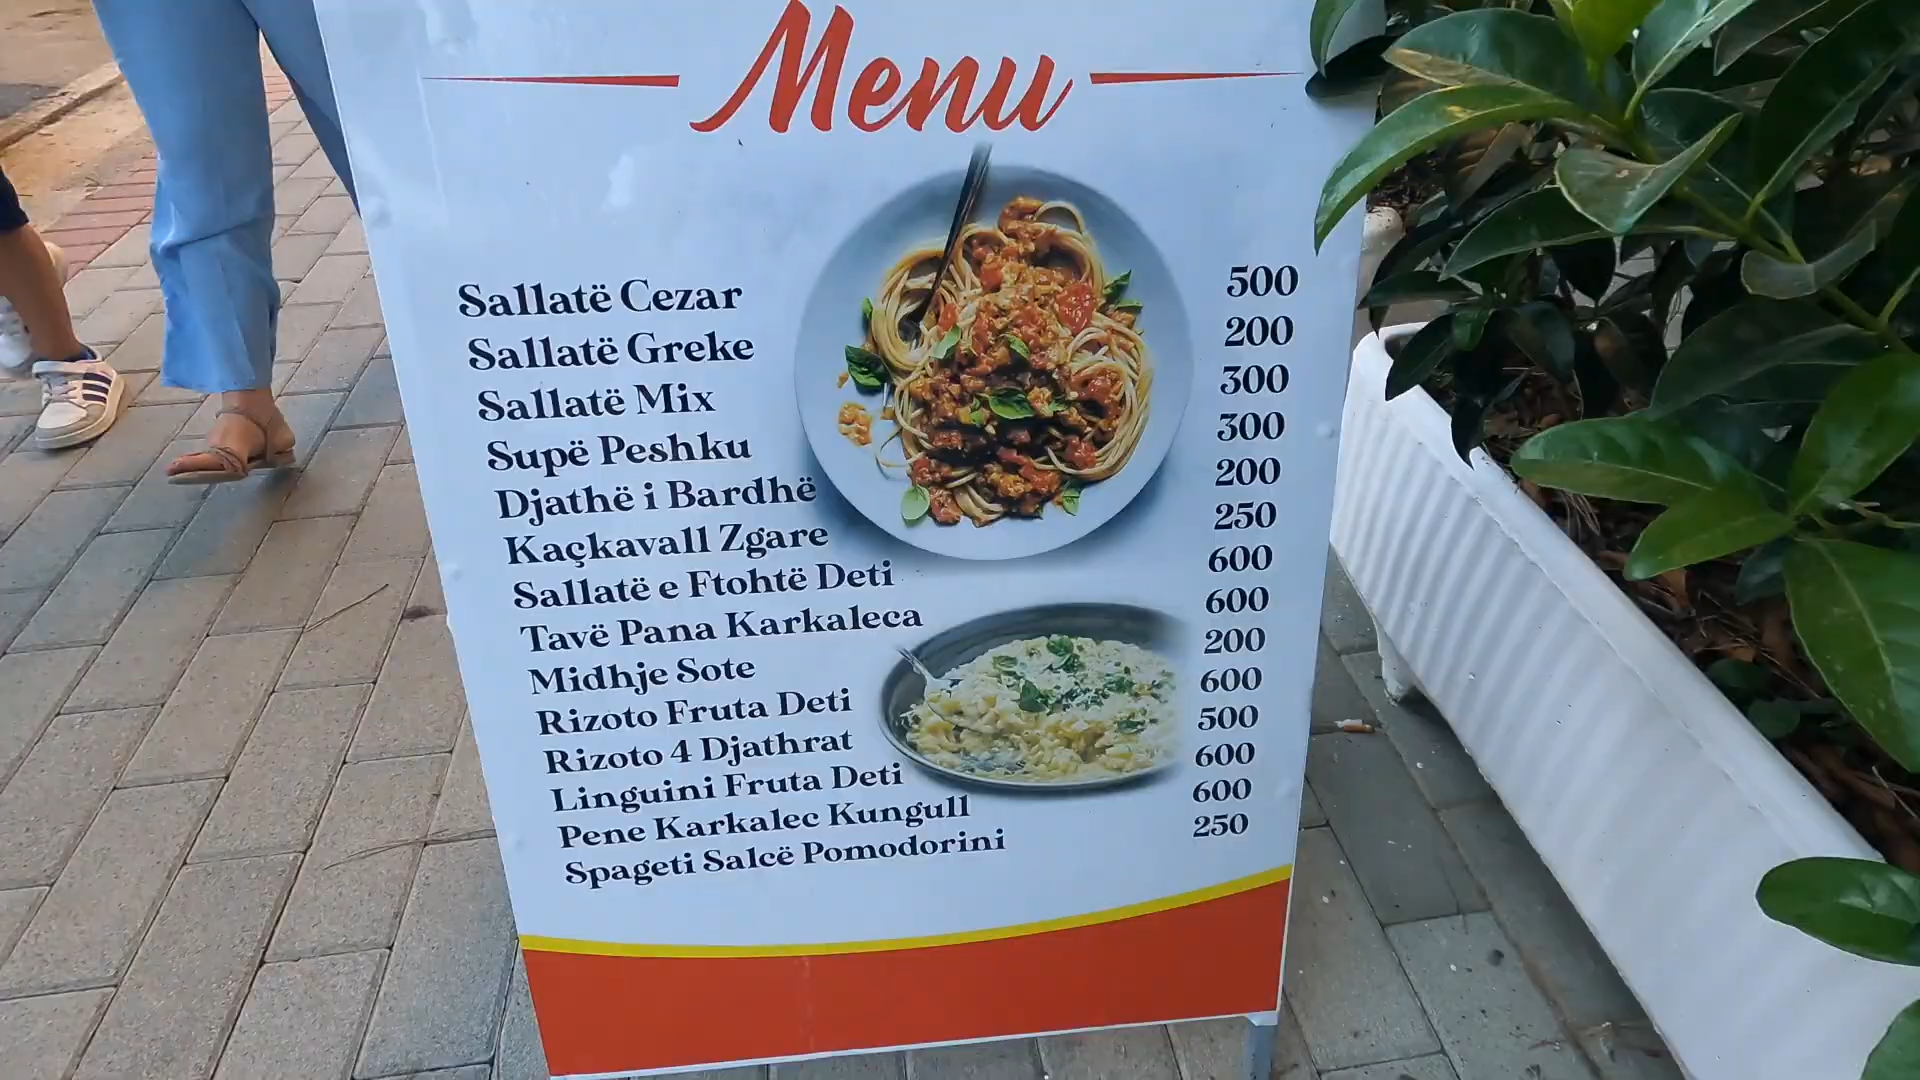 Menu
Sallatë Cezar 500
Sallatë Greke 200
Sallatë Mix 300
Supë Peshku 300
Djathë i Bardhë 200
Kaçkavall Zgare 250
Sallatë e Ftohtë Deti 600
Tavë Pana Karkaleca 600
Midhje Sote 200
Rizoto Fruta Deti 600
Rizoto 4 Djathrat 500
Linguini Fruta Deti 600
Pene Karkalec Kungull 600
Spageti Salcë Pomodorini 250